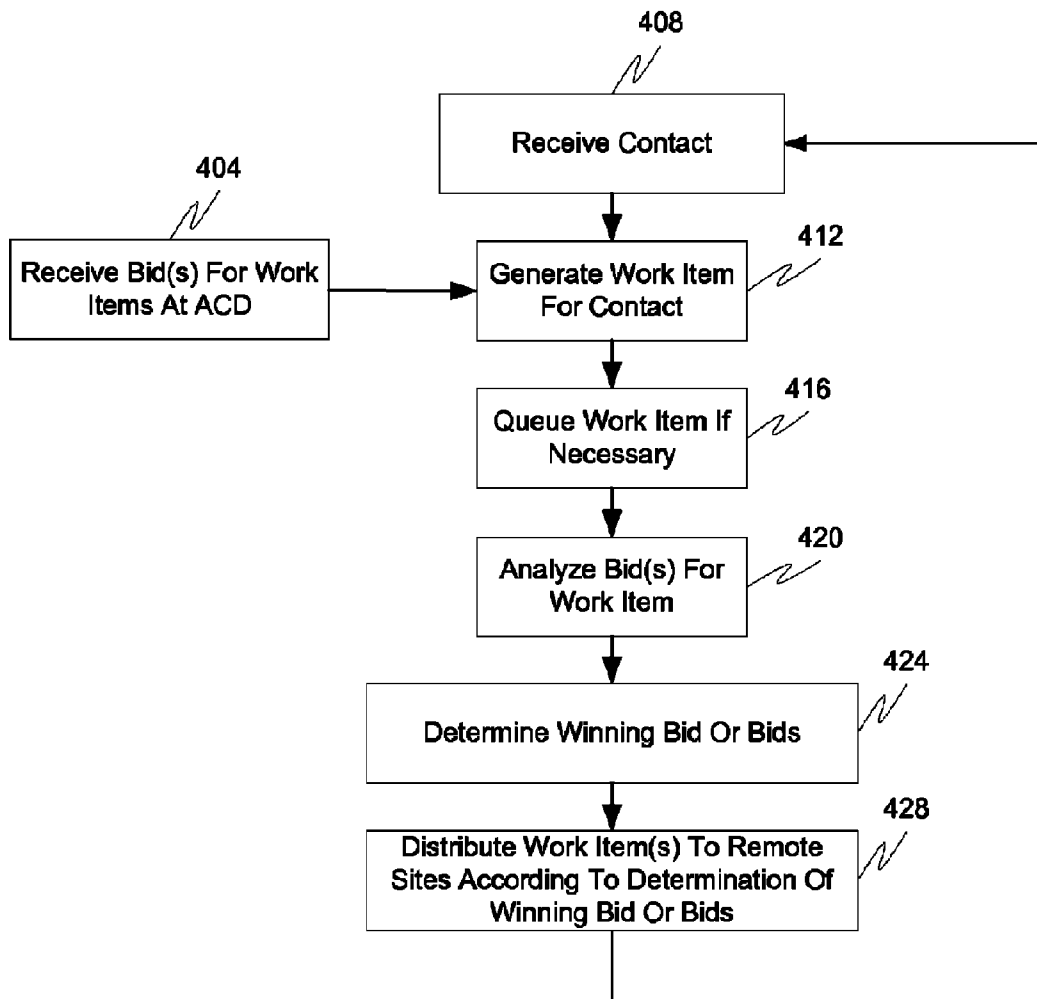 408
Receive Contact
404
Receive Bid(s) For Work
Items At ACD
412
Generate Work Item
For Contact
416
Queue Work Item If
Necessary
420
Analyze Bid(s) For
Work Item
424
Determine Winning Bid Or Bids
428
Distribute Work Item(s) To Remote
Sites According To Determination Of
Winning Bid Or Bids